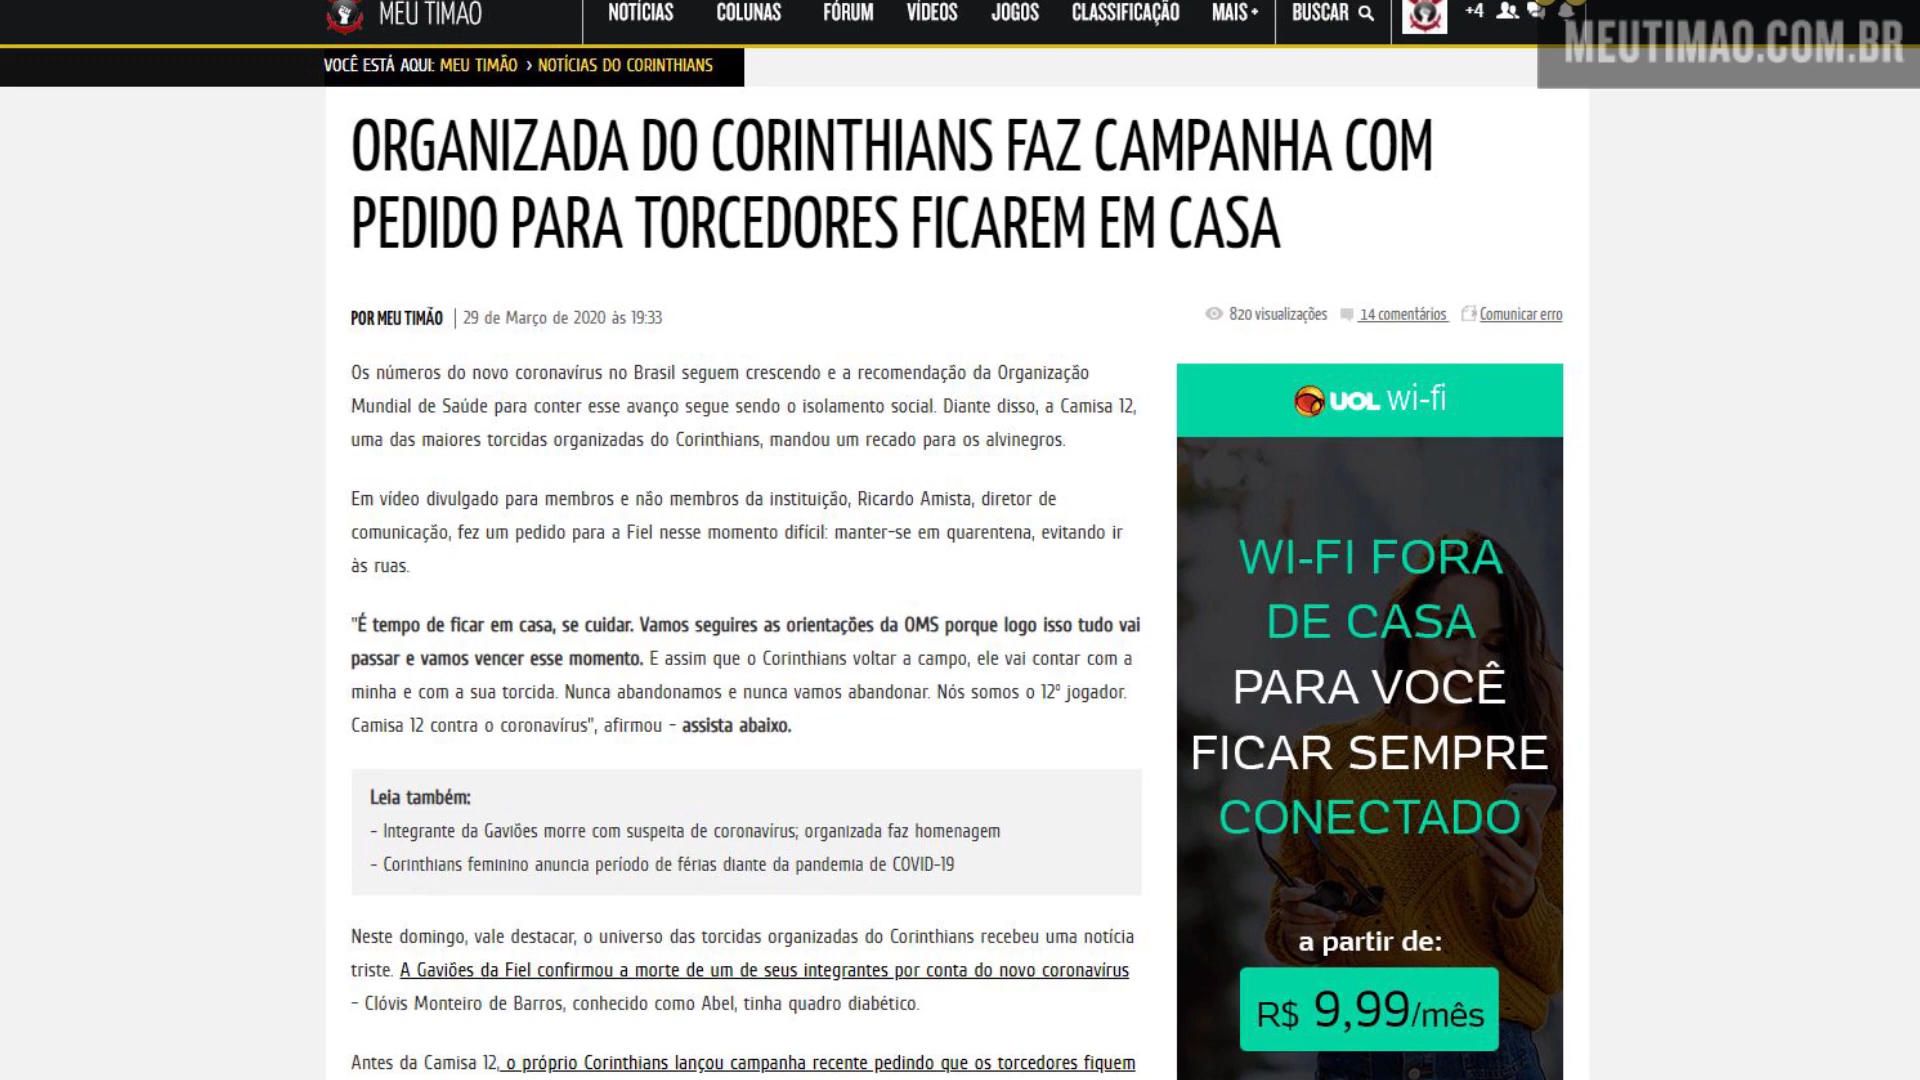 MEU TIMÃO
NOTÍCIAS COLUNAS FÓRUM VÍDEOS JOGOS CLASSIFICAÇÃO MAIS+ BUSCAR +4
MEUTIMAO.COM.BR
VOCÊ ESTÁ AQUI: MEU TIMÃO › NOTÍCIAS DO CORINTHIANS
ORGANIZADA DO CORINTHIANS FAZ CAMPANHA COM
PEDIDO PARA TORCEDORES FICAREM EM CASA
POR MEU TIMÃO | 29 de Março de 2020 às 19:33
820 visualizações 14 comentários Comunicar erro
Os números do novo coronavírus no Brasil seguem crescendo e a recomendação da Organização
Mundial de Saúde para conter esse avanço segue sendo o isolamento social. Diante disso, a Camisa 12,
uma das maiores torcidas organizadas do Corinthians, mandou um recado para os alvinegros.
Em vídeo divulgado para membros e não membros da instituição, Ricardo Amista, diretor de
comunicação, fez um pedido para a Fiel nesse momento difícil: manter-se em quarentena, evitando ir
às ruas.
"É tempo de ficar em casa, se cuidar. Vamos seguires as orientações da OMS porque logo isso tudo vai
passar e vamos vencer esse momento. E assim que o Corinthians voltar a campo, ele vai contar com a
minha e com a sua torcida. Nunca abandonamos e nunca vamos abandonar. Nós somos o 12º jogador.
Camisa 12 contra o coronavírus", afirmou - assista abaixo.
Leia também:
- Integrante da Gaviões morre com suspeita de coronavírus; organizada faz homenagem
- Corinthians feminino anuncia período de férias diante da pandemia de COVID-19
Neste domingo, vale destacar, o universo das torcidas organizadas do Corinthians recebeu uma notícia
triste. A Gaviões da Fiel confirmou a morte de um de seus integrantes por conta do novo coronavírus
- Clóvis Monteiro de Barros, conhecido como Abel, tinha quadro diabético.
Antes da Camisa 12, o próprio Corinthians lançou campanha recente pedindo que os torcedores fiquem
UOL wi-fi
WI-FI FORA
DE CASA
PARA VOCÊ
FICAR SEMPRE
CONECTADO
a partir de:
R$ 9,99/mês